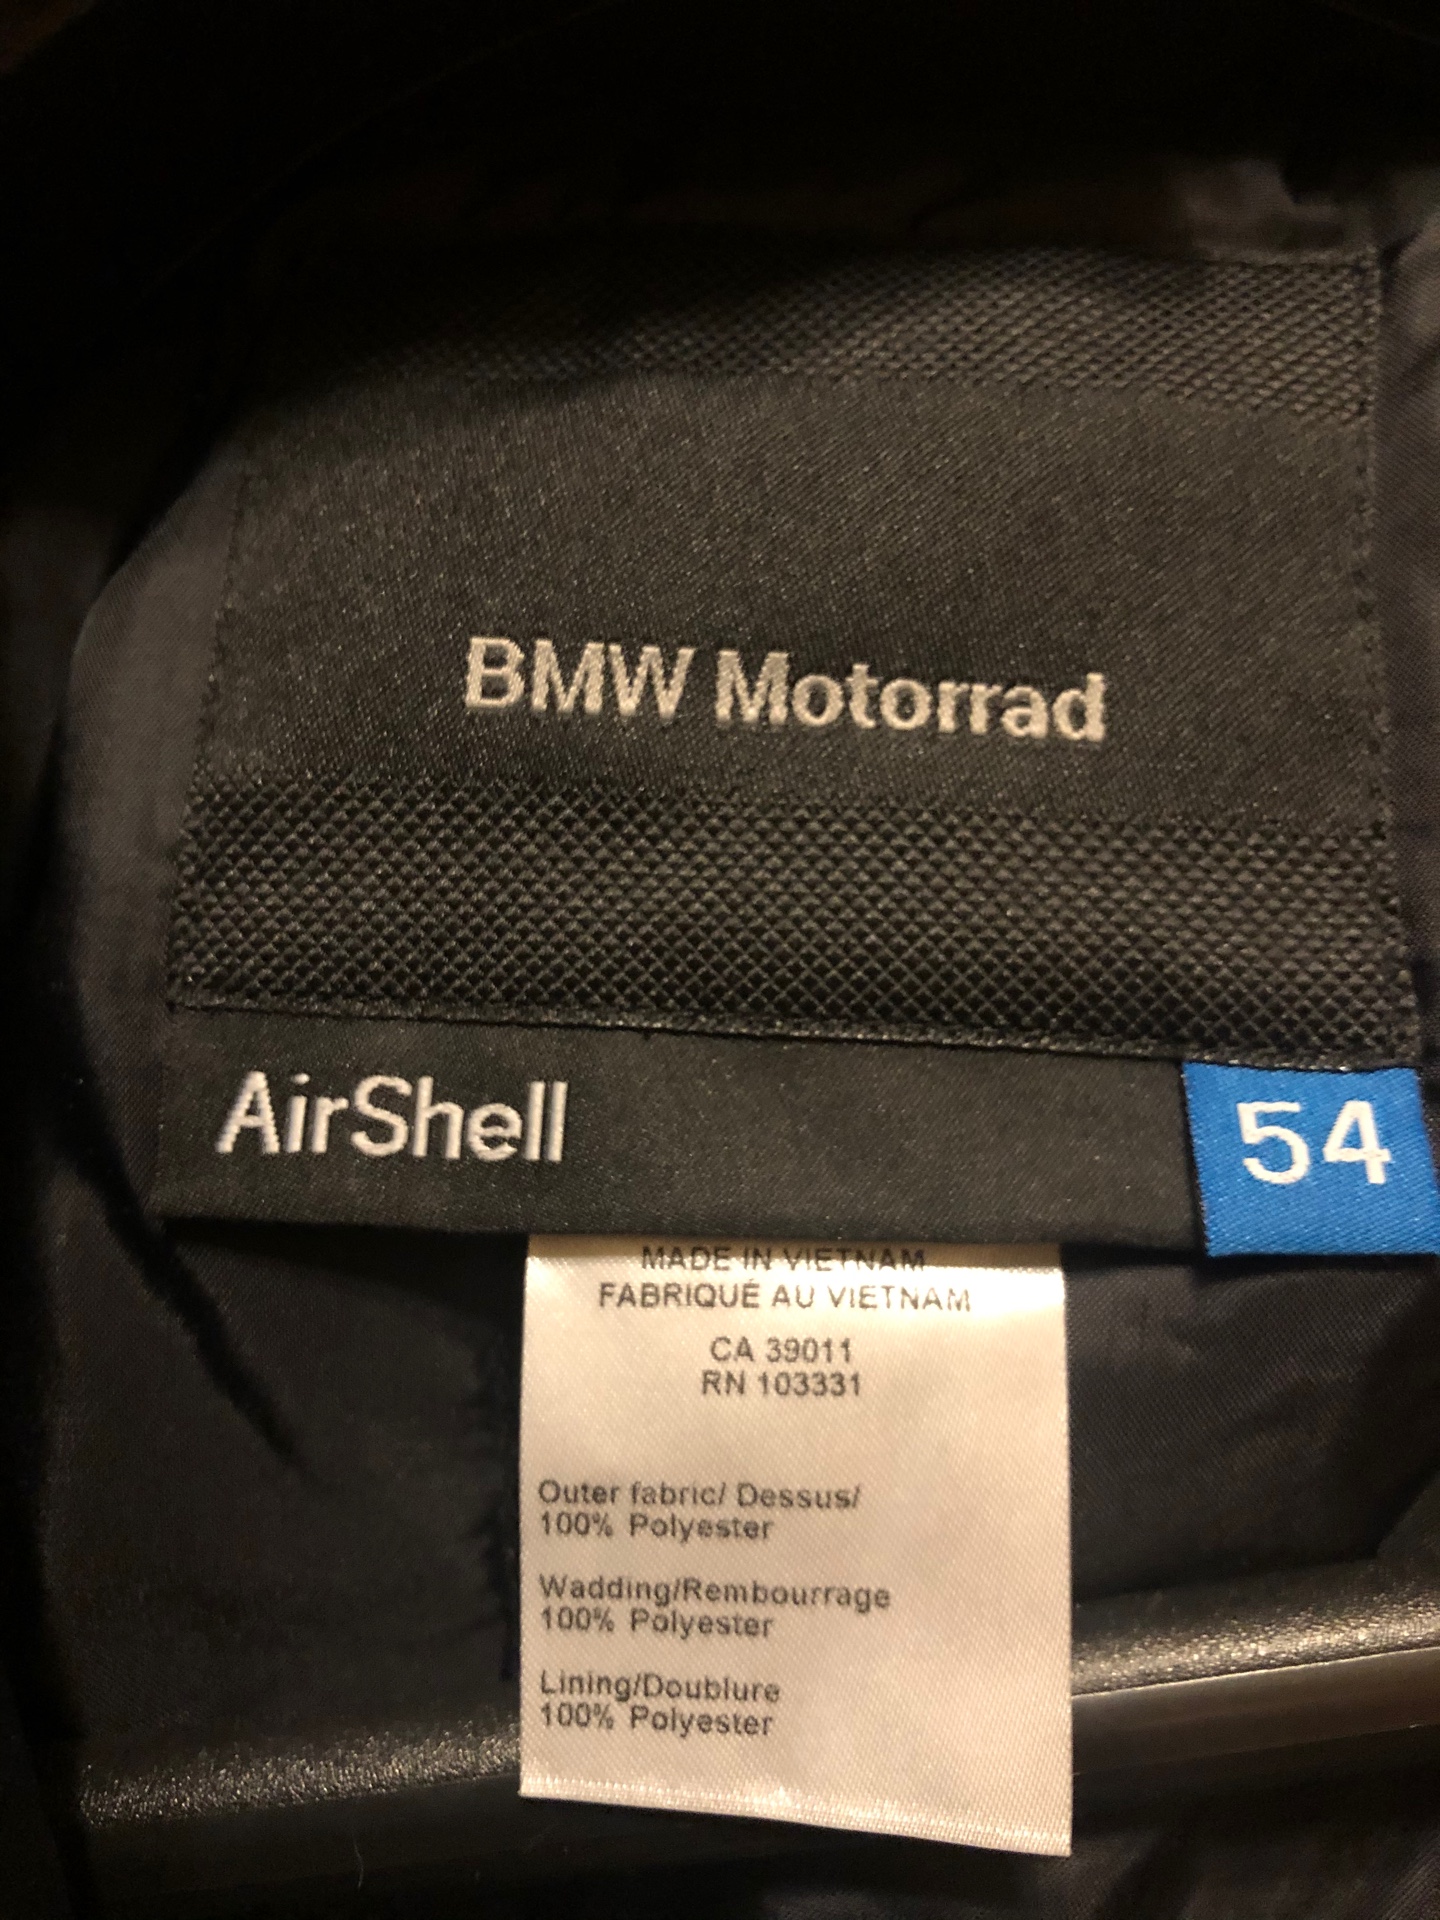 BMW Motorrad
AirShell
54
MADE IN VIETNAM
FABRIQUÉ AU VIETNAM
CA 39011
RN 103331
Outer fabric/ Dessus/
100% Polyester
Wadding/Rembourrage
100% Polyester
Lining/Doublure
100% Polyester